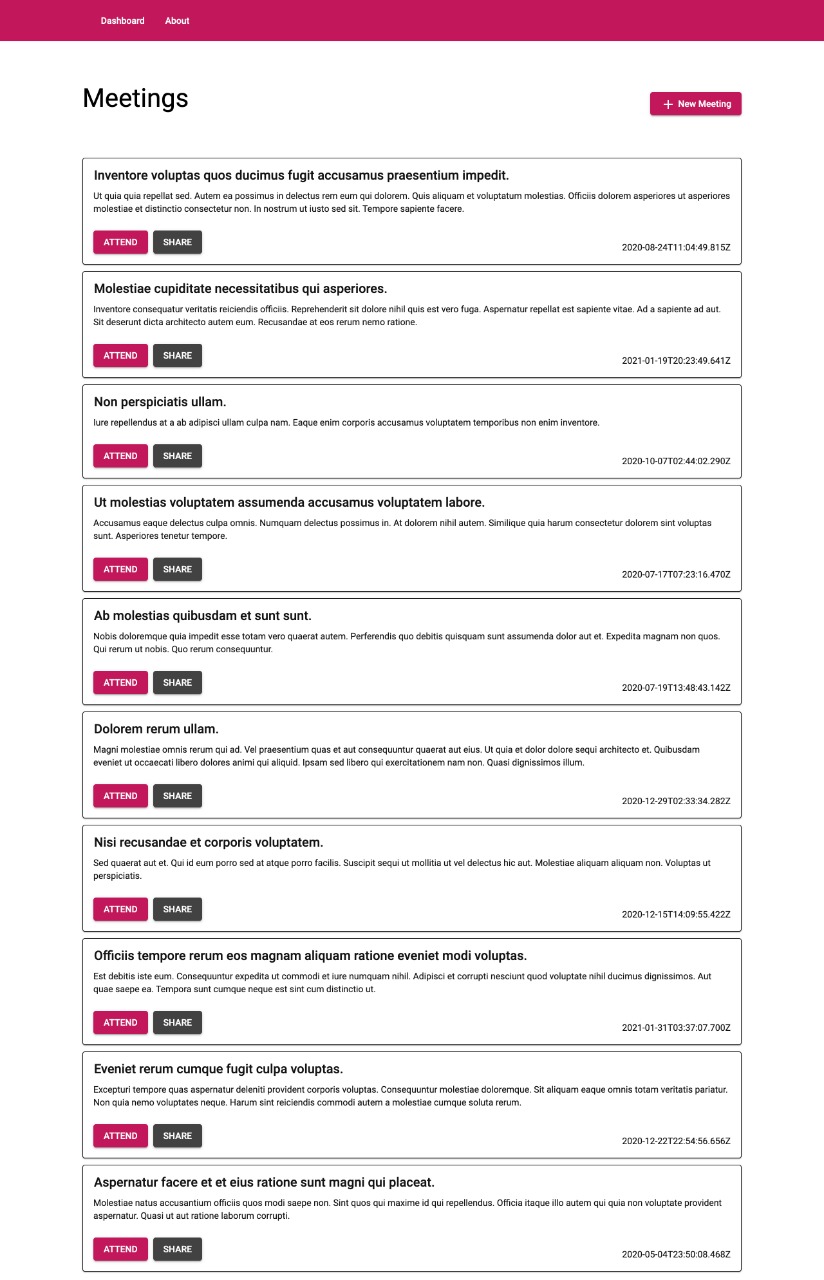 Dashboard About
Meetings
New Meeting
Inventore voluptas quos ducimus fugit accusamus praesentium impedit.
Ut quia quia repellat sed. Autem ea possimus in delectus rem eum qui dolorem. Quis aliquam et voluptatum molestias. Officiis dolorem asperiores ut asperiores
molestiae et distinctio consectetur non. In nostrum ut iusto sed sit. Tempore sapiente facere.
ATTEND SHARE
2020-08-24T11:04:49.815Z
Molestiae cupiditate necessitatibus qui asperiores.
Inventore consequatur veritatis reiciendis officiis. Reprehenderit sit dolore nihil quis est vero fuga. Aspernatur repellat est sapiente vitae. Ad a sapiente ad aut.
Sit deserunt dicta architecto autem eum. Recusandae at eos rerum nemo ratione.
ATTEND SHARE
2021-01-19T20:23:49.641Z
Non perspiciatis ullam.
Iure repellendus at a ab adipisci ullam culpa nam. Eaque enim corporis accusamus voluptatem temporibus non enim inventore.
ATTEND SHARE
2020-10-07T02:44:02.290Z
Ut molestias voluptatem assumenda accusamus voluptatem labore.
Accusamus eaque delectus culpa omnis. Numquam delectus possimus in. At dolorem nihil autem. Similique quia harum consectetur dolorem sint voluptas
sunt. Asperiores tenetur tempore.
ATTEND SHARE
2020-07-17T07:23:16.470Z
Ab molestias quibusdam et sunt sunt.
Nobis doloremque quia impedit esse totam vero quaerat autem. Perferendis quo debitis quisquam sunt assumenda dolor aut et. Expedita magnam non quos.
Qui rerum ut nobis. Quo rerum consequuntur.
ATTEND SHARE
2020-07-19T13:48:43.142Z
Dolorem rerum ullam.
Magni molestiae omnis rerum qui ad. Vel praesentium quas et aut consequuntur quaerat aut eius. Ut quia et dolor dolore sequi architecto et. Quibusdam
eveniet ut occaecati libero dolores animi qui aliquid. Ipsam sed libero qui exercitationem nam non. Quasi dignissimos illum.
ATTEND SHARE
2020-12-29T02:33:34.282Z
Nisi recusandae et corporis voluptatem.
Sed quaerat aut et. Qui id eum porro sed at atque porro facilis. Suscipit sequi ut mollitia ut vel delectus hic aut. Molestiae aliquam aliquam non. Voluptas ut
perspiciatis.
ATTEND SHARE
2020-12-15T14:09:55.422Z
Officiis tempore rerum eos magnam aliquam ratione eveniet modi voluptas.
Est debitis iste eum. Consequuntur expedita ut commodi et iure numquam nihil. Adipisci et corrupti nesciunt quod voluptate nihil ducimus dignissimos. Aut
quae saepe ea. Tempora sunt cumque neque est sint cum distinctio ut.
ATTEND SHARE
2021-01-31T03:37:07.700Z
Eveniet rerum cumque fugit culpa voluptas.
Excepturi tempore quas aspernatur deleniti provident corporis voluptas. Consequuntur molestiae doloremque. Sit aliquam eaque omnis totam veritatis pariatur.
Non quia nemo voluptates neque. Harum sint reiciendis commodi autem a molestiae cumque soluta rerum.
ATTEND SHARE
2020-12-22T22:54:56.656Z
Aspernatur facere et et eius ratione sunt magni qui placeat.
Molestiae natus accusantium officiis quos modi saepe non. Sint quos qui maxime id qui repellendus. Officia itaque illo autem qui quia non voluptate provident
aspernatur. Quasi ut aut ratione laborum corrupti.
ATTEND SHARE
2020-05-04T23:50:08.468Z